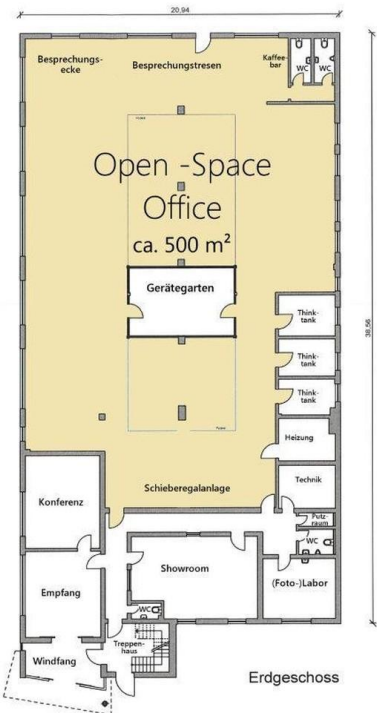 20,94
Besprechungs-
ecke
Besprechungstresen
Kaffee-
bar
WC
WC
Open -Space
Office
ca. 500 m²
Gerätegarten
Think-
tank
Think-
tank
Think-
tank
38,56
Heizung
Technik
Schieberegalanlage
Konferenz
Putz-
raum
WC
Showroom
(Foto-)Labor
Empfang
WC
Treppen-
haus
Windfang
Erdgeschoss